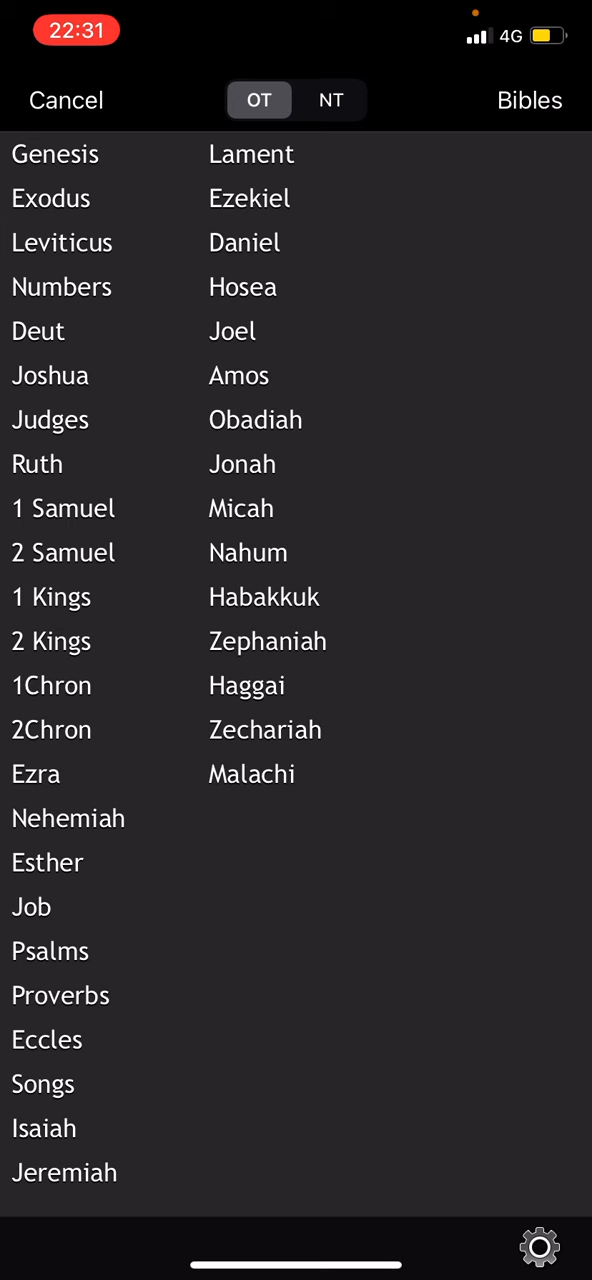 22:31
4G
Cancel
OT
NT
Bibles
Genesis
Exodus
Leviticus
Numbers
Deut
Joshua
Judges
Ruth
1 Samuel
2 Samuel
1 Kings
2 Kings
1Chron
2Chron
Ezra
Nehemiah
Esther
Job
Psalms
Proverbs
Eccles
Songs
Isaiah
Jeremiah
Lament
Ezekiel
Daniel
Hosea
Joel
Amos
Obadiah
Jonah
Micah
Nahum
Habakkuk
Zephaniah
Haggai
Zechariah
Malachi